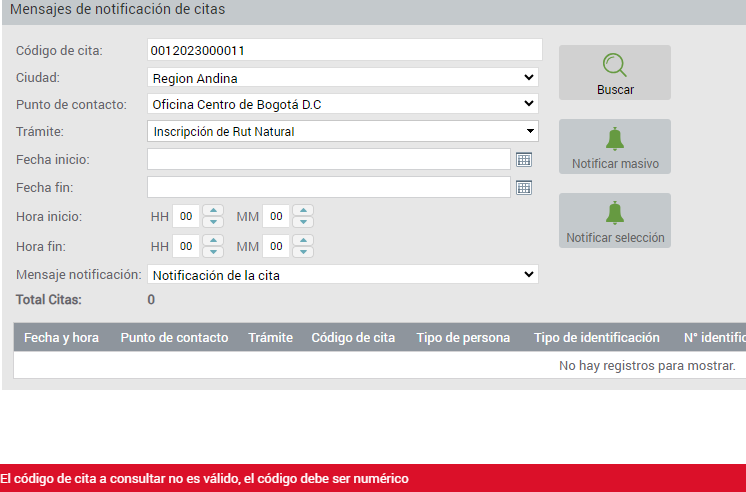 Mensajes de notificación de citas
Código de cita: 0012023000011
Ciudad: Region Andina
Buscar
Punto de contacto: Oficina Centro de Bogotá D.C
Trámite: Inscripción de Rut Natural
Fecha inicio:
Notificar masivo
Fecha fin:
Hora inicio: HH 00 MM 00
Notificar selección
Hora fin: HH 00 MM 00
Mensaje notificación: Notificación de la cita
Total Citas: 0
Fecha y hora Punto de contacto Trámite Código de cita Tipo de persona Tipo de identificación N° identific
No hay registros para mostrar.
El código de cita a consultar no es válido, el código debe ser numérico